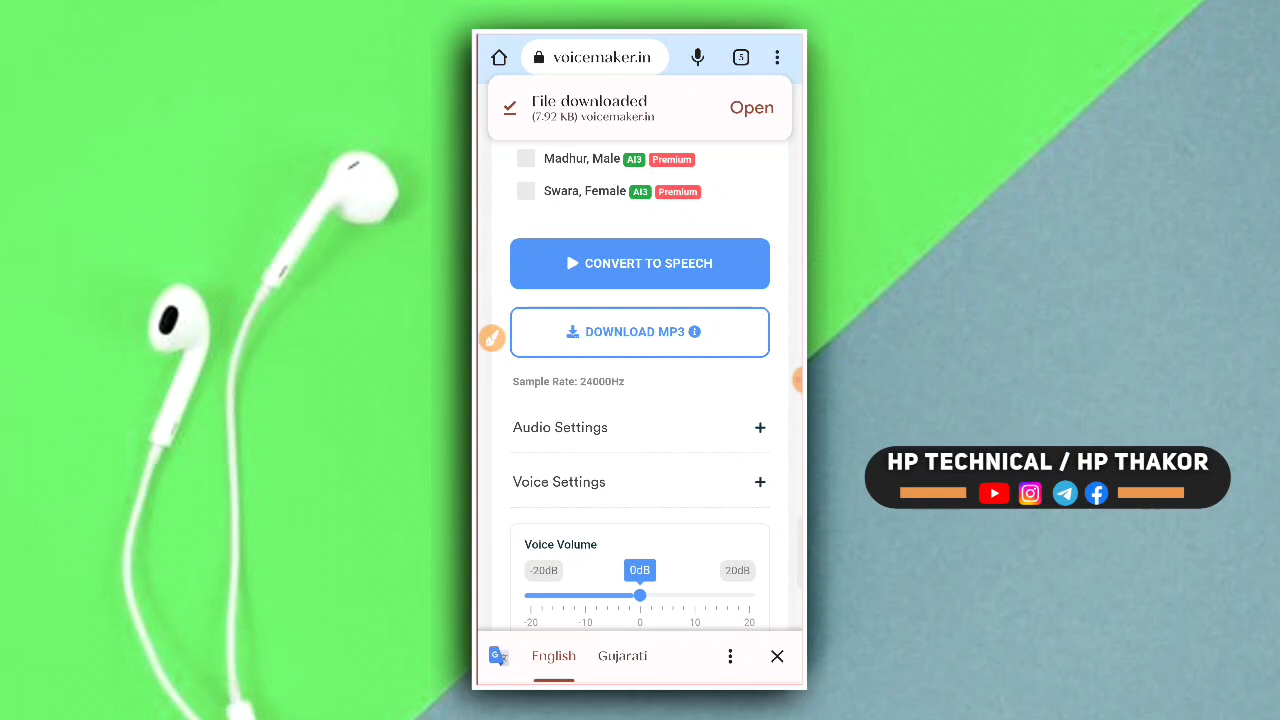 voicemaker.in
3
File downloaded
Open
(7.92 KB) voicemaker.in
Madhur, Male AI3 Premium
Swara, Female AI3 Premium
CONVERT TO SPEECH
DOWNLOAD MP3
Sample Rate: 24000Hz
Audio Settings +
Voice Settings +
Voice Volume
-20dB 0dB 20dB
-20 -10 0 10 20
English Gujarati
HP TECHNICAL / HP THAKOR